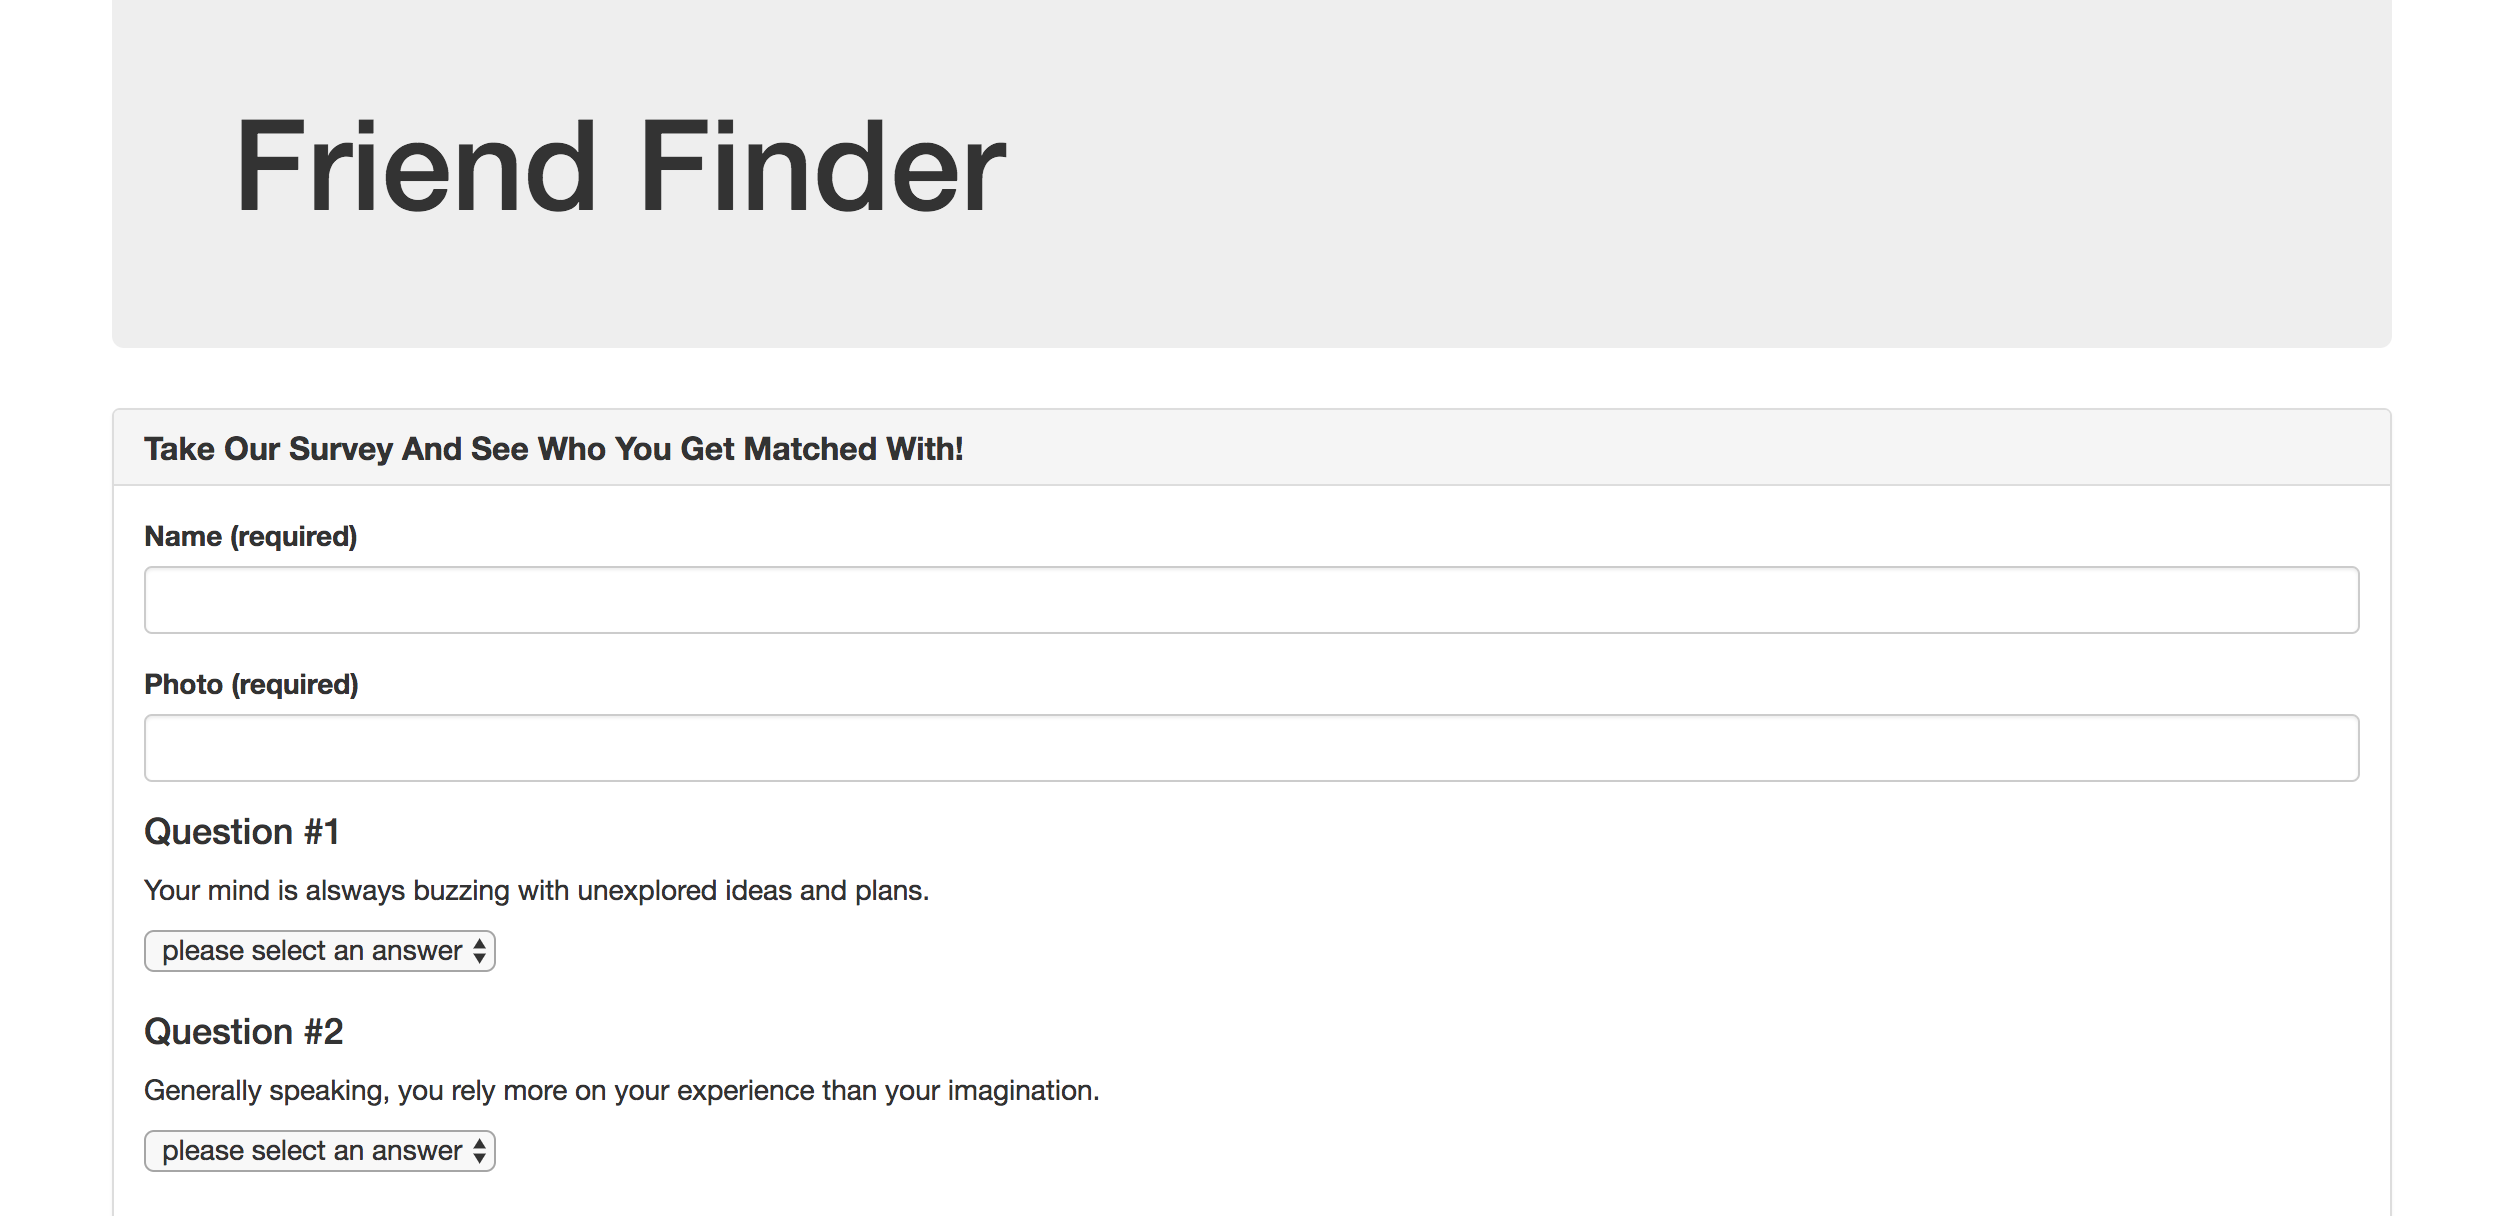 Friend Finder
Take Our Survey And See Who You Get Matched With!
Name (required)
Photo (required)
Question #1
Your mind is alsways buzzing with unexplored ideas and plans.
please select an answer
Question #2
Generally speaking, you rely more on your experience than your imagination.
please select an answer